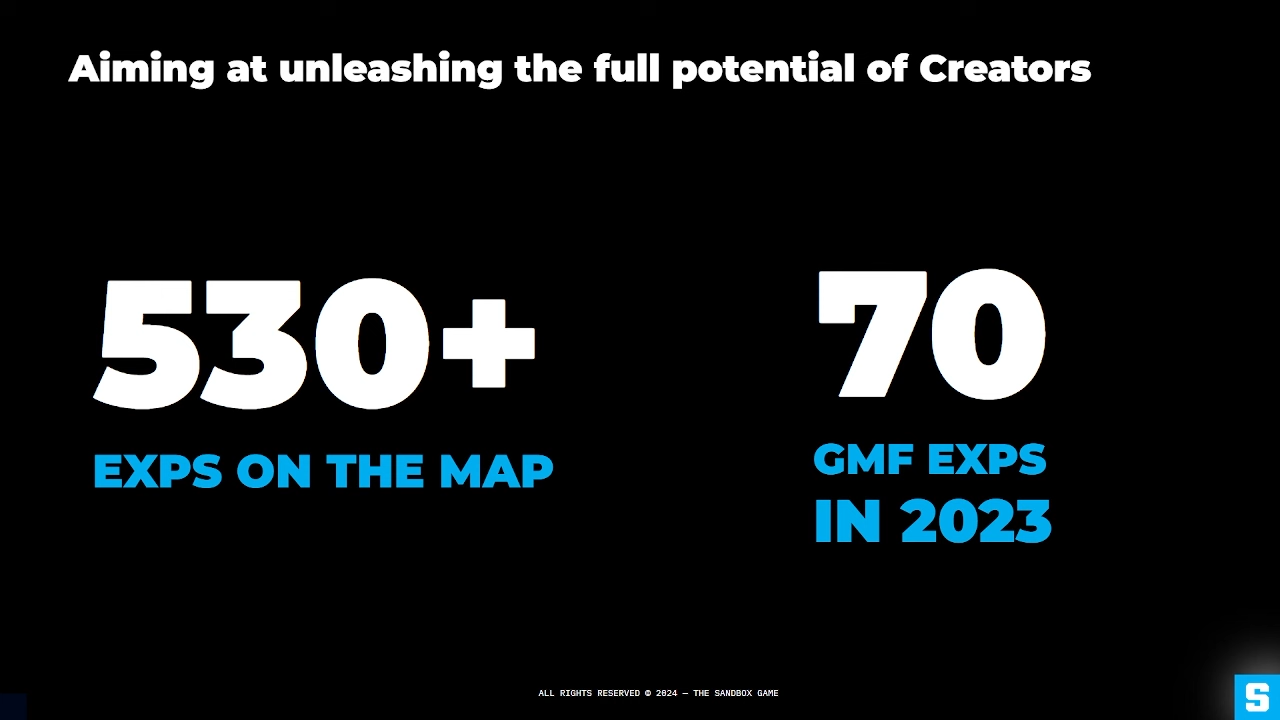 Aiming at unleashing the full potential of Creators
530+
EXPS ON THE MAP
70
GMF EXPS
IN 2023
ALL RIGHTS RESERVED © 2024 — THE SANDBOX GAME
S